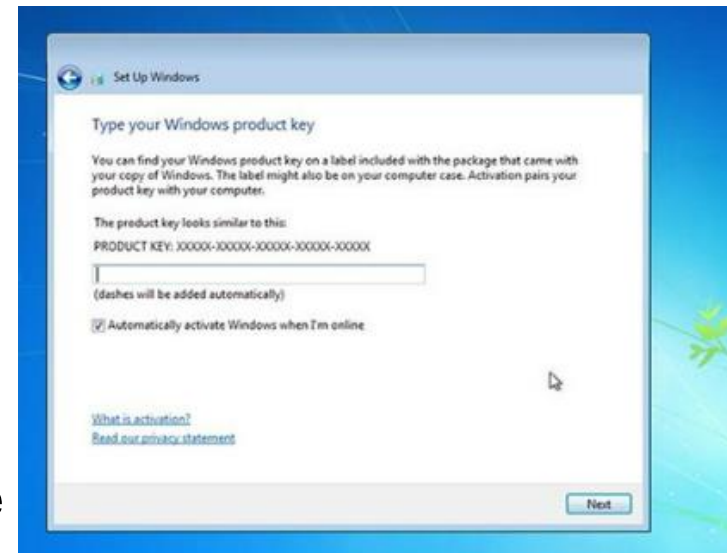 Set Up Windows
Type your Windows product key
You can find your Windows product key on a label included with the package that came with
your copy of Windows. The label might also be on your computer case. Activation pairs your
product key with your computer.
The product key looks similar to this:
PRODUCT KEY: XXXXX-XXXXX-XXXXX-XXXXX-XXXXX
(dashes will be added automatically)
Automatically activate Windows when I'm online
What is activation?
Read our privacy statement
e
Next